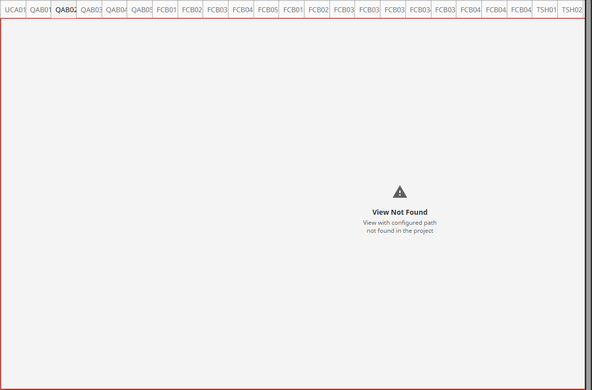 UCA01 QAB01 QAB02 QAB03 QAB04 QAB05 FCB01 FCB02 FCB03 FCB04 FCB05 FCB01 FCB02 FCB03 FCB03 FCB03 FCB03 FCB03 FCB04 FCB04 FCB04 TSH01 TSH02
View Not Found
View with configured path
not found in the project